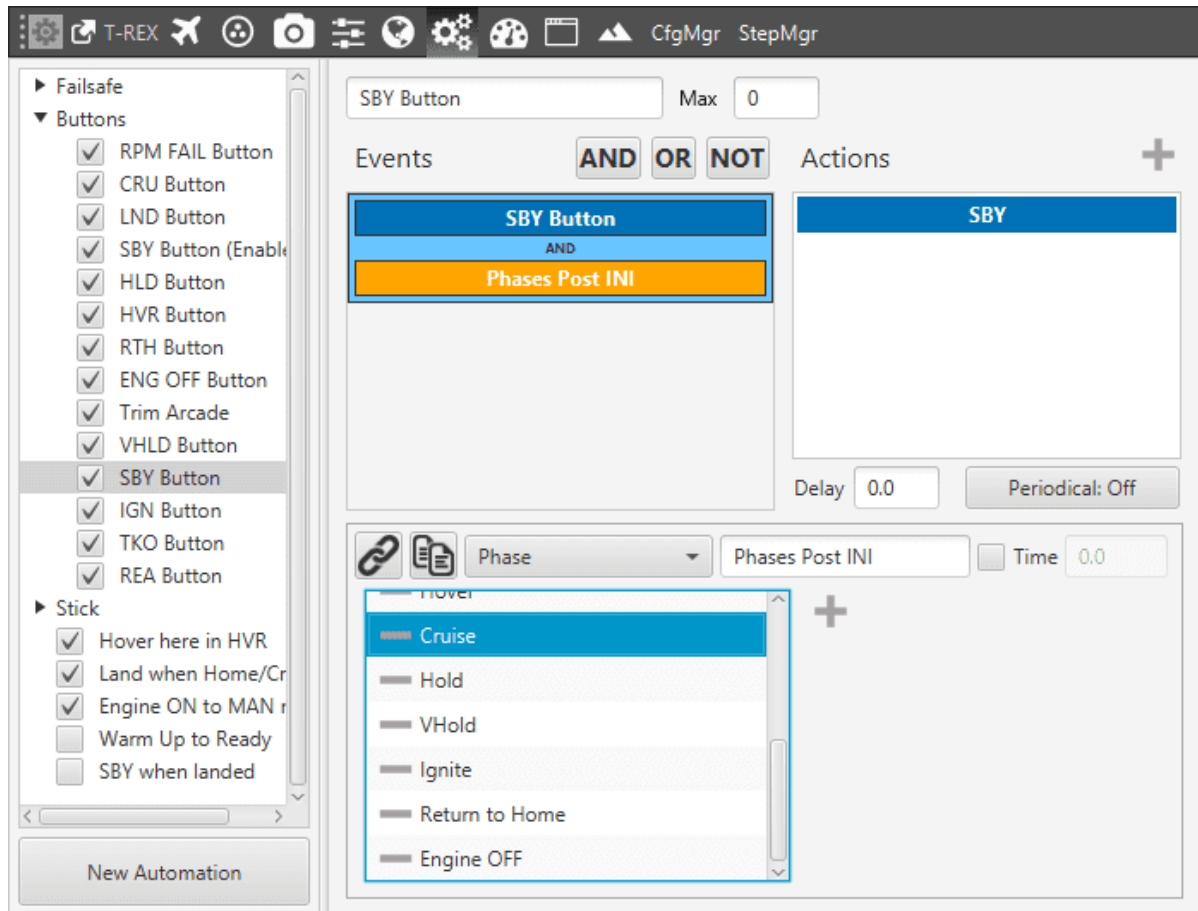 T-REX CfgMgr StepMgr
Failsafe
Buttons
RPM FAIL Button
CRU Button
LND Button
SBY Button (Enable
HLD Button
HVR Button
RTH Button
ENG OFF Button
Trim Arcade
VHLD Button
SBY Button
IGN Button
TKO Button
REA Button
Stick
Hover here in HVR
Land when Home/Cr
Engine ON to MAN r
Warm Up to Ready
SBY when landed
New Automation
SBY Button Max 0
Events AND OR NOT Actions
SBY Button
AND
Phases Post INI
SBY
Delay 0.0 Periodical: Off
Phase Phases Post INI Time 0.0
Hover
Cruise
Hold
VHold
Ignite
Return to Home
Engine OFF